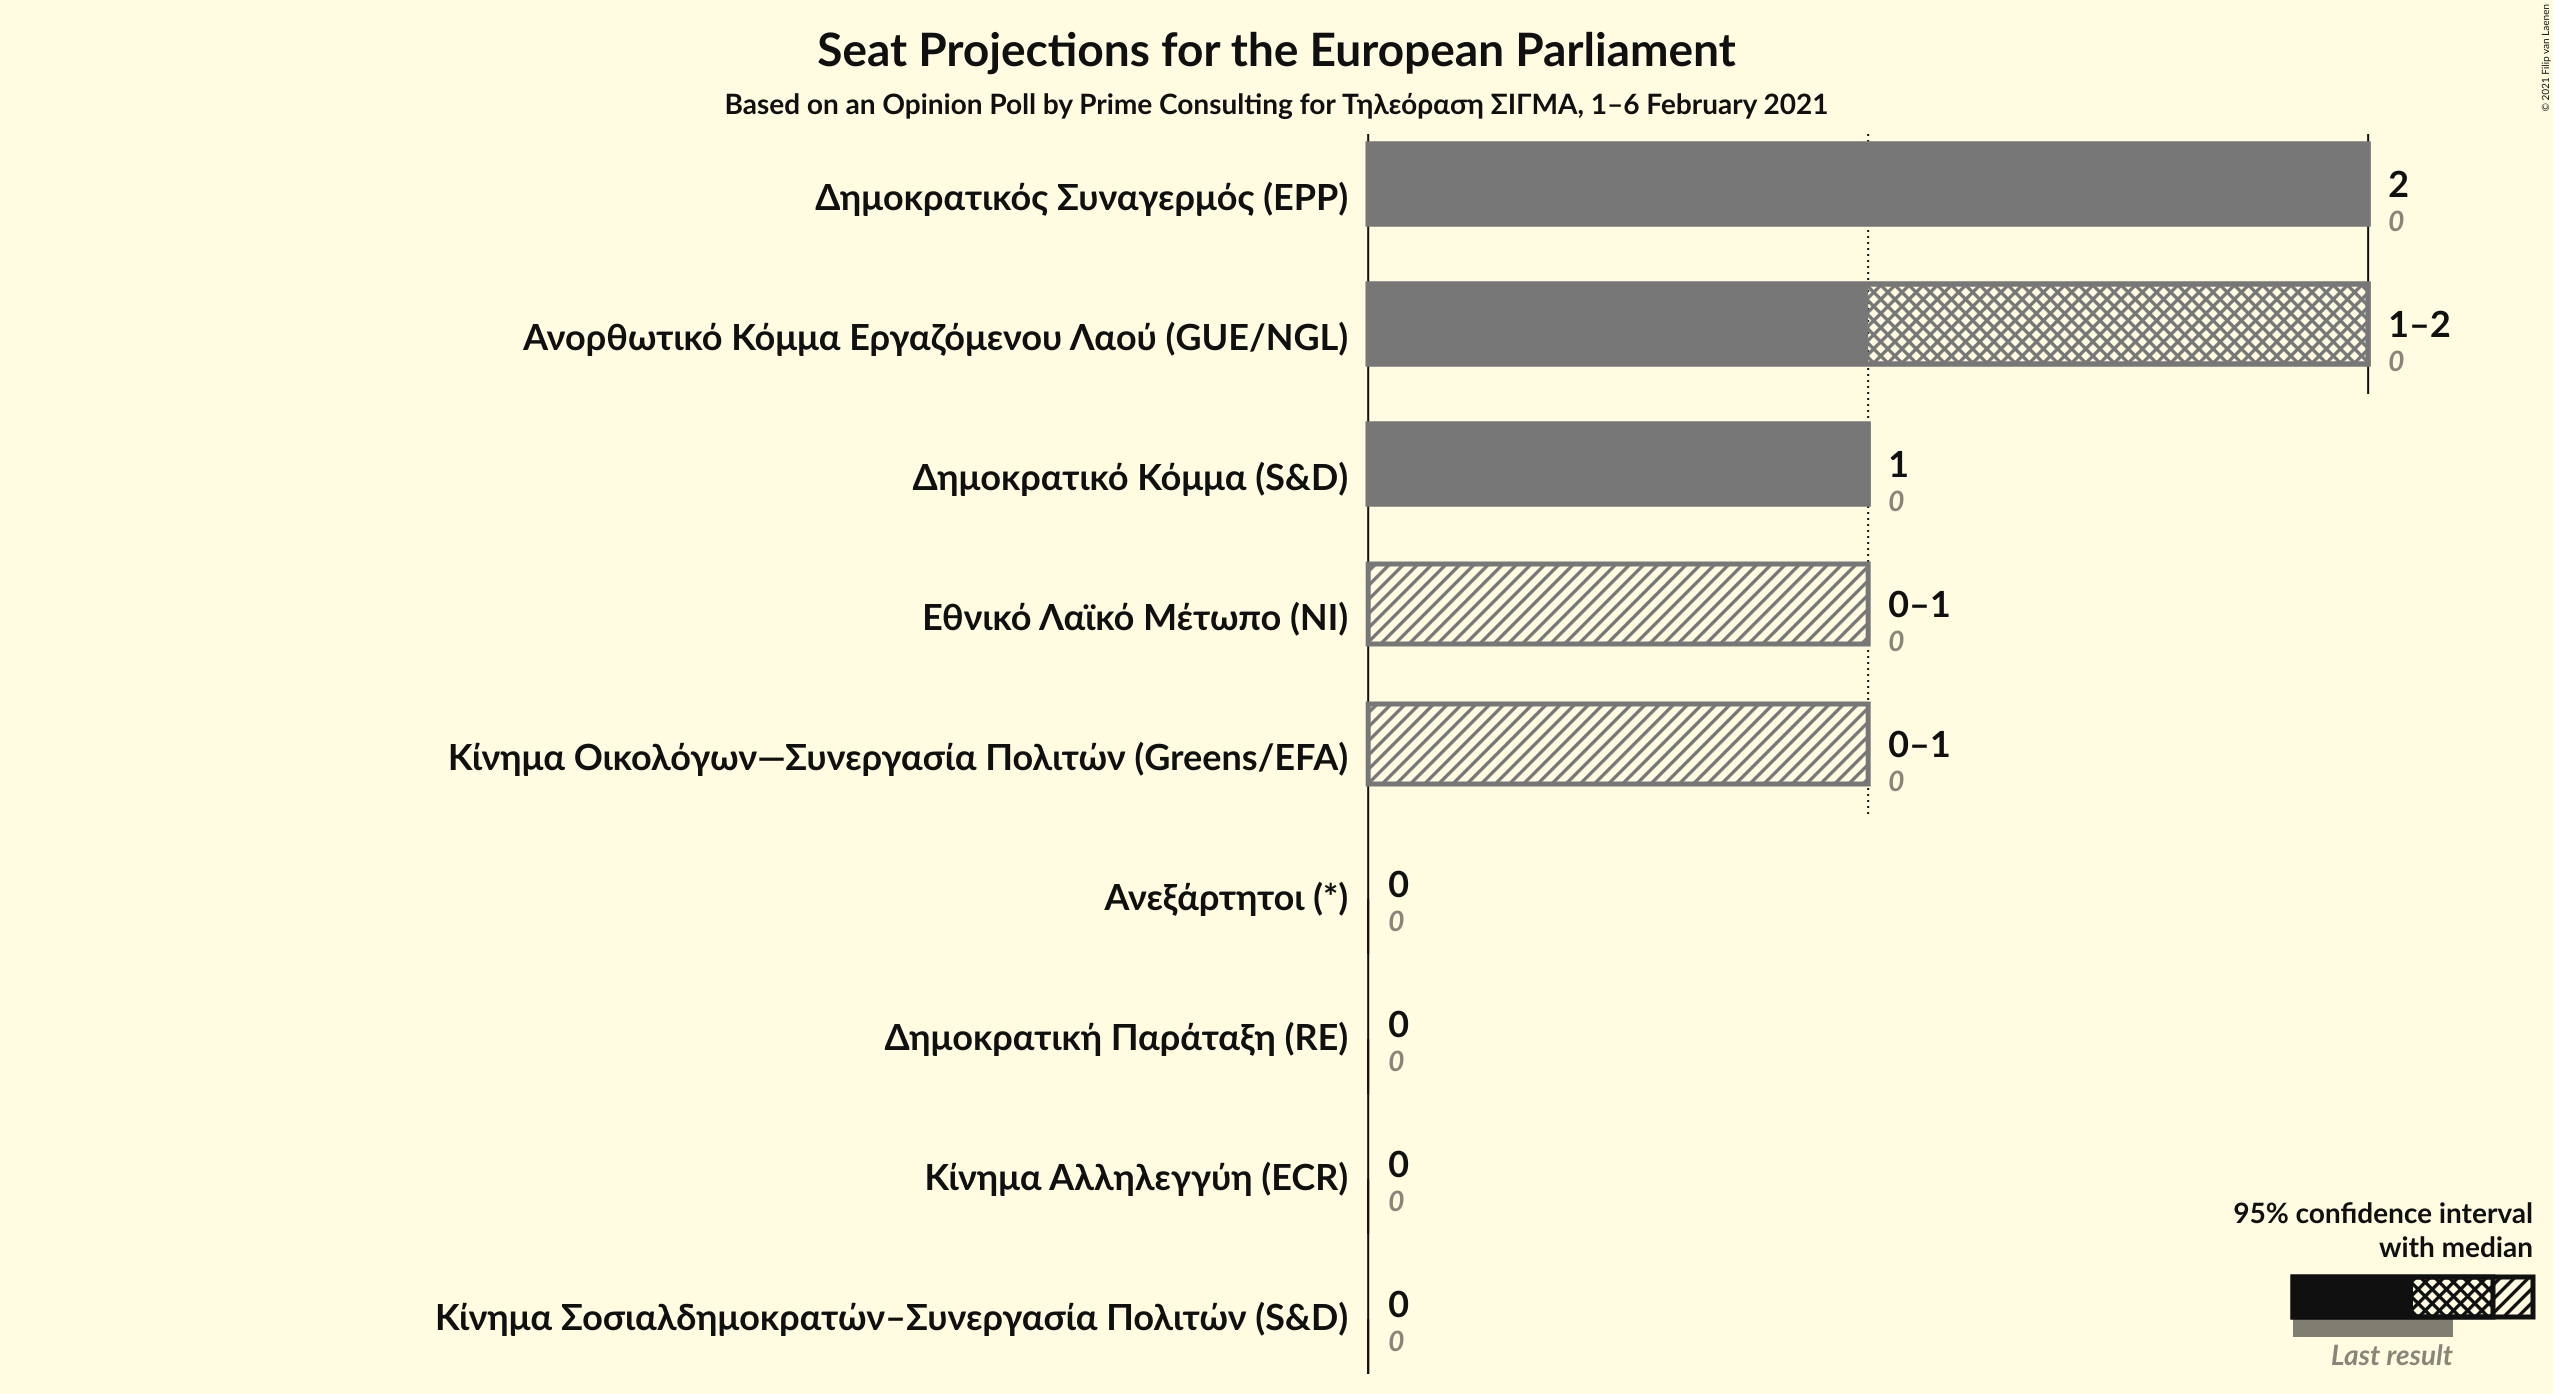 Seat Projections for the European Parliament
Based on an Opinion Poll by Prime Consulting for Τηλεόραση ΣΙΓΜΑ, 1–6 February 2021
© 2021 Filip van Laenen
Δημοκρατικός Συναγερμός (EPP)
2
0
Ανορθωτικό Κόμμα Εργαζόμενου Λαού (GUE/NGL)
1–2
0
Δημοκρατικό Κόμμα (S&D)
1
0
Εθνικό Λαϊκό Μέτωπο (NI)
0–1
0
Κίνημα Οικολόγων—Συνεργασία Πολιτών (Greens/EFA)
0–1
0
Ανεξάρτητοι (*)
0
0
Δημοκρατική Παράταξη (RE)
0
0
Κίνημα Αλληλεγγύη (ECR)
0
0
Κίνημα Σοσιαλδημοκρατών–Συνεργασία Πολιτών (S&D)
0
0
95% confidence interval
with median
Last result